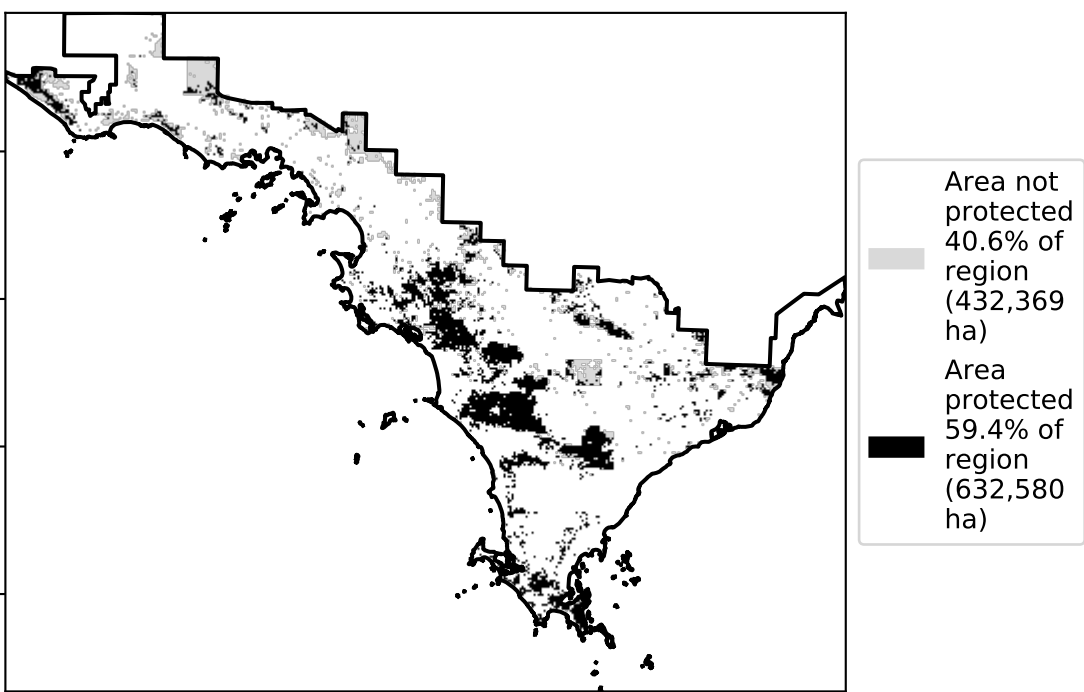 Area not
protected
40.6% of
region
(432,369
ha)
Area
protected
59.4% of
region
(632,580
ha)